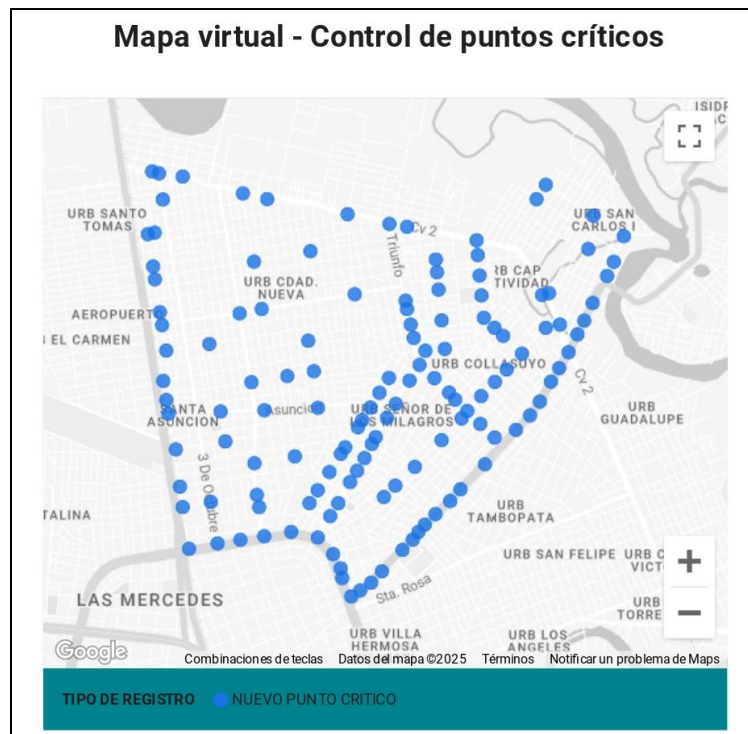 Mapa virtual - Control de puntos críticos
ISIDR
AC
URB SANTO
TOMAS
Cv 2
URB SAN
CARLOS I
Triunfo
RB CAP
TIVIDAD
URB CDAD.
NUEVA
AEROPUERTO
EL CARMEN
URB COLLASUYO
Cv 2
SANTA
ASUNCION
Asunción
URB SEÑOR DE
LOS MILAGROS
URB
GUADALUPE
3 De Octubre
TALINA
URB
TAMBOPATA
URB SAN FELIPE
URB C
VICT
Sta. Rosa
LAS MERCEDES
URB
TORRE
URB VILLA
HERMOSA
URB LOS
ANGELES
Google
Combinaciones de teclas Datos del mapa ©2025 Términos Notificar un problema de Maps
TIPO DE REGISTRO NUEVO PUNTO CRITICO